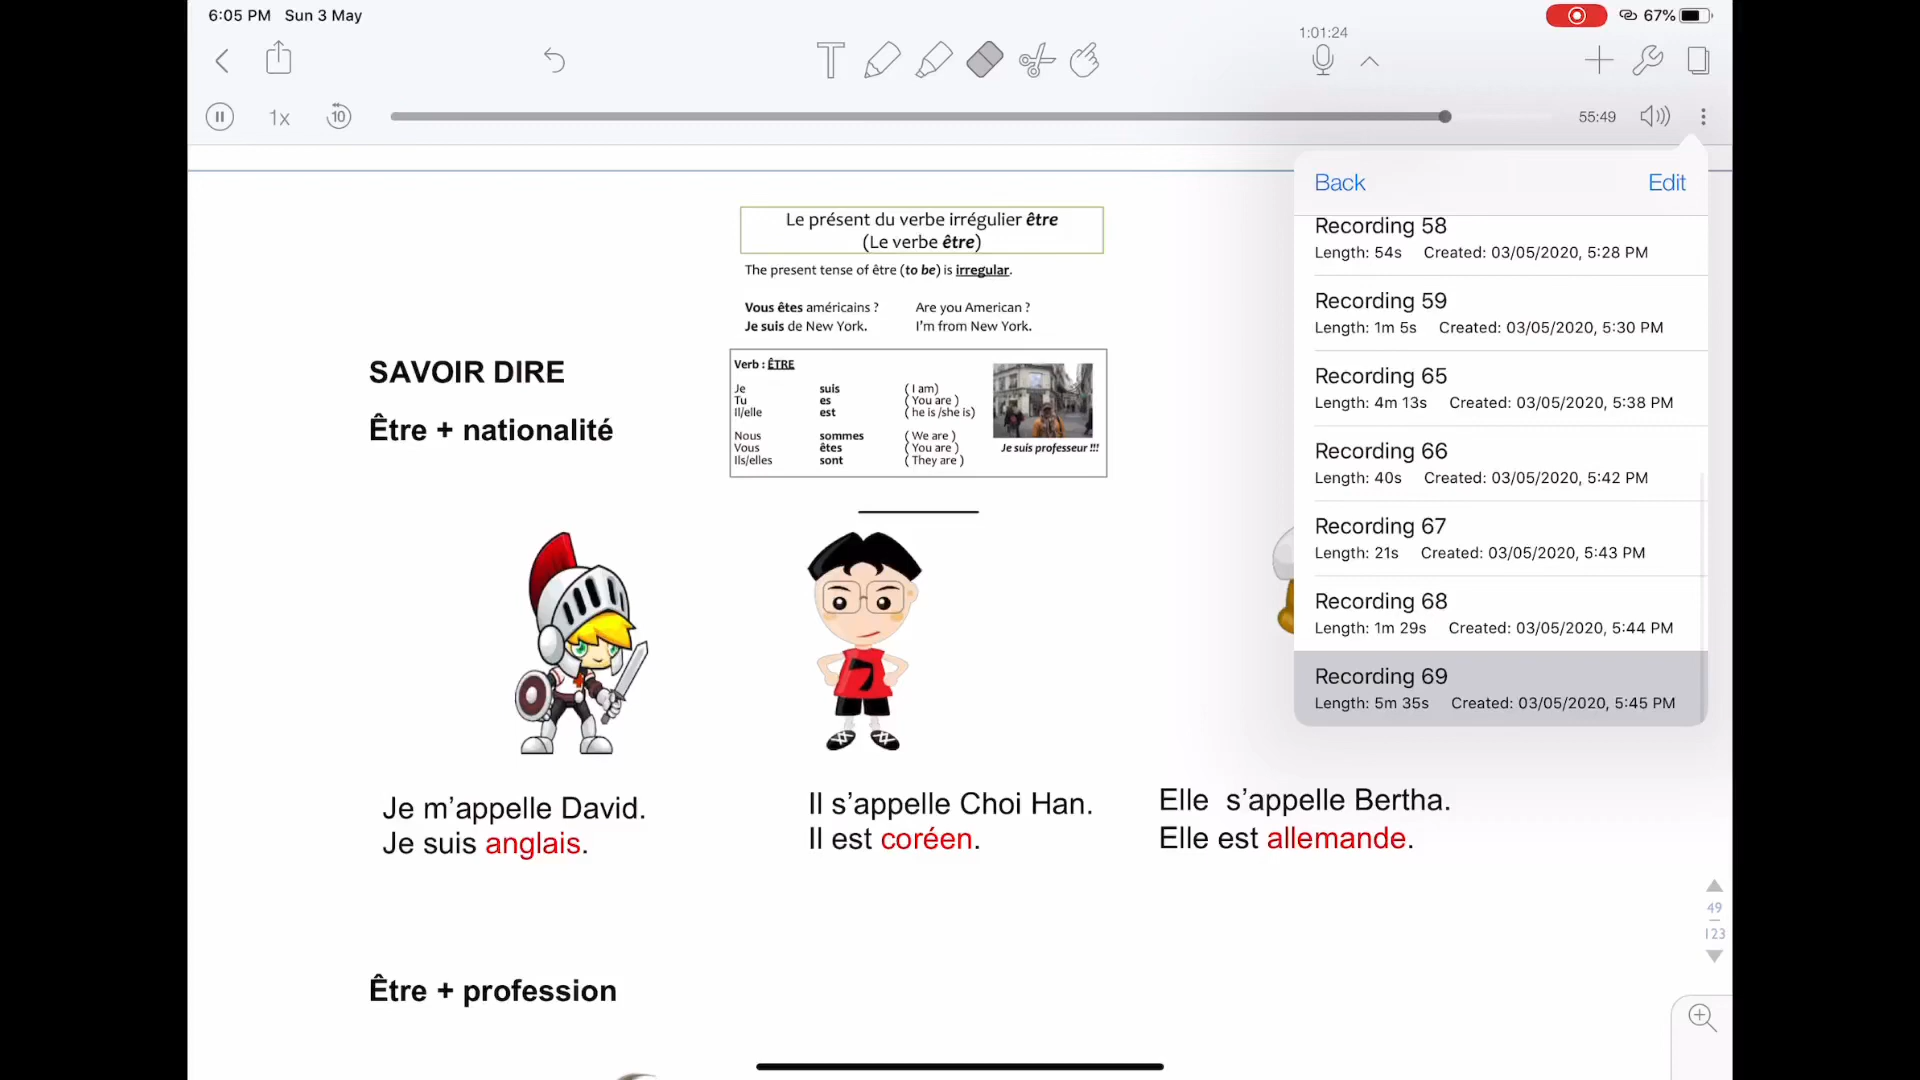 6:05 PM Sun 3 May
67%
1:01:24
T
1x
10
55:49
Back
Edit
Recording 58
Length: 54s Created: 03/05/2020, 5:28 PM
Recording 59
Length: 1m 5s Created: 03/05/2020, 5:30 PM
Recording 65
Length: 4m 13s Created: 03/05/2020, 5:38 PM
Recording 66
Length: 40s Created: 03/05/2020, 5:42 PM
Recording 67
Length: 21s Created: 03/05/2020, 5:43 PM
Recording 68
Length: 1m 29s Created: 03/05/2020, 5:44 PM
Recording 69
Length: 5m 35s Created: 03/05/2020, 5:45 PM
Le présent du verbe irrégulier être
(Le verbe être)
The present tense of être (to be) is irregular.
Vous êtes américains ? Are you American ?
Je suis de New York. I'm from New York.
Verb : ÊTRE
Je suis ( I am)
Tu es ( You are )
Il/elle est ( he is /she is)
Nous sommes ( We are )
Vous êtes ( You are )
Ils/elles sont ( They are )
Je suis professeur !!!
SAVOIR DIRE
Être + nationalité
Je m’appelle David.
Je suis anglais.
Il s’appelle Choi Han.
Il est coréen.
Elle s’appelle Bertha.
Elle est allemande.
49
123
Être + profession